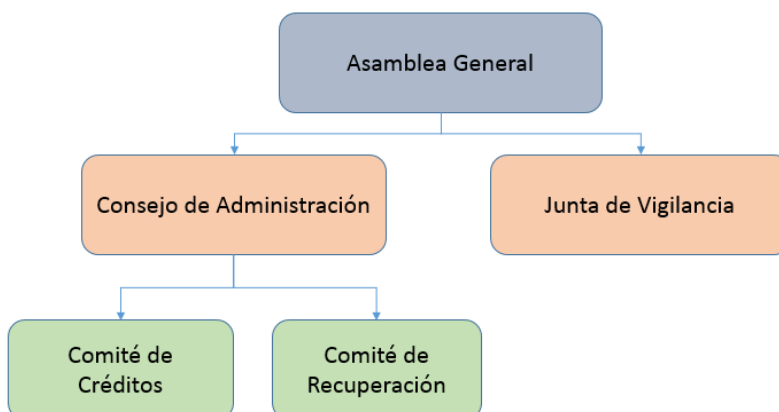 Asamblea General
Consejo de Administración
Junta de Vigilancia
Comité de
Créditos
Comité de
Recuperación